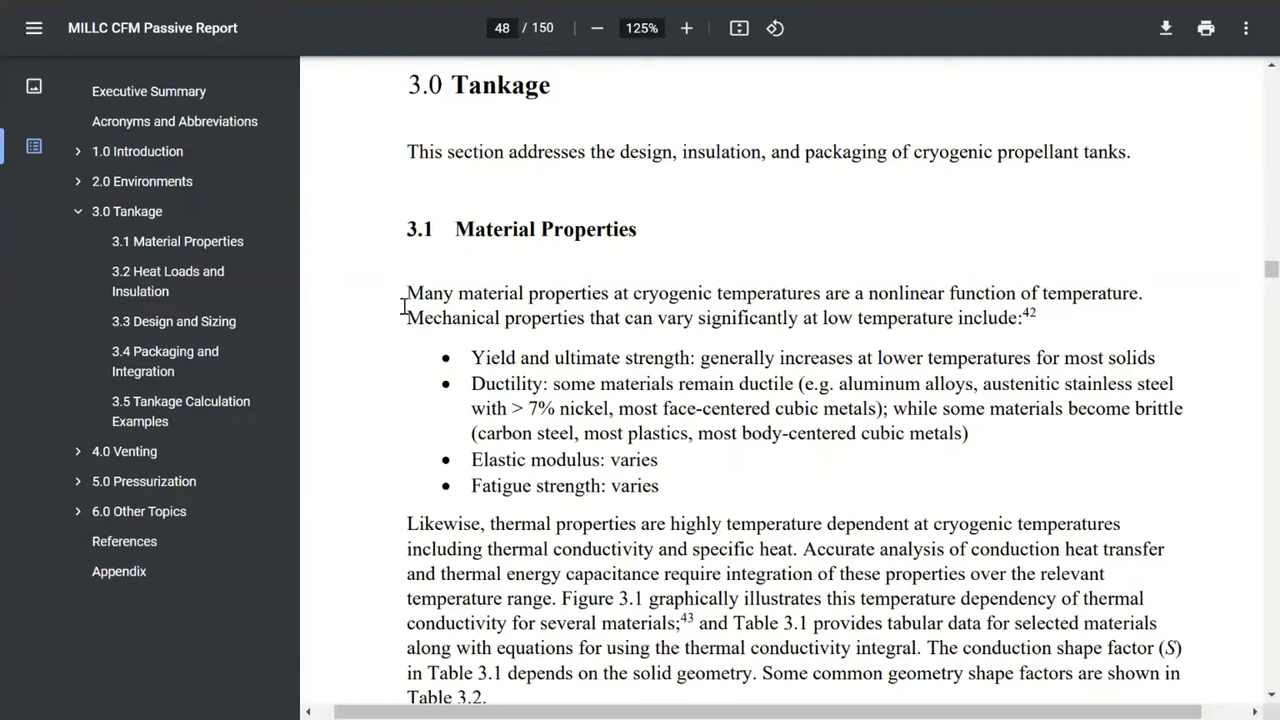 MILLC CFM Passive Report
48 / 150
125%
Executive Summary
Acronyms and Abbreviations
1.0 Introduction
2.0 Environments
3.0 Tankage
3.1 Material Properties
3.2 Heat Loads and
Insulation
3.3 Design and Sizing
3.4 Packaging and
Integration
3.5 Tankage Calculation
Examples
4.0 Venting
5.0 Pressurization
6.0 Other Topics
References
Appendix
3.0 Tankage
This section addresses the design, insulation, and packaging of cryogenic propellant tanks.
3.1 Material Properties
Many material properties at cryogenic temperatures are a nonlinear function of temperature.
Mechanical properties that can vary significantly at low temperature include:42
• Yield and ultimate strength: generally increases at lower temperatures for most solids
• Ductility: some materials remain ductile (e.g. aluminum alloys, austenitic stainless steel
with > 7% nickel, most face-centered cubic metals); while some materials become brittle
(carbon steel, most plastics, most body-centered cubic metals)
• Elastic modulus: varies
• Fatigue strength: varies
Likewise, thermal properties are highly temperature dependent at cryogenic temperatures
including thermal conductivity and specific heat. Accurate analysis of conduction heat transfer
and thermal energy capacitance require integration of these properties over the relevant
temperature range. Figure 3.1 graphically illustrates this temperature dependency of thermal
conductivity for several materials;43 and Table 3.1 provides tabular data for selected materials
along with equations for using the thermal conductivity integral. The conduction shape factor (S)
in Table 3.1 depends on the solid geometry. Some common geometry shape factors are shown in
Table 3.2.